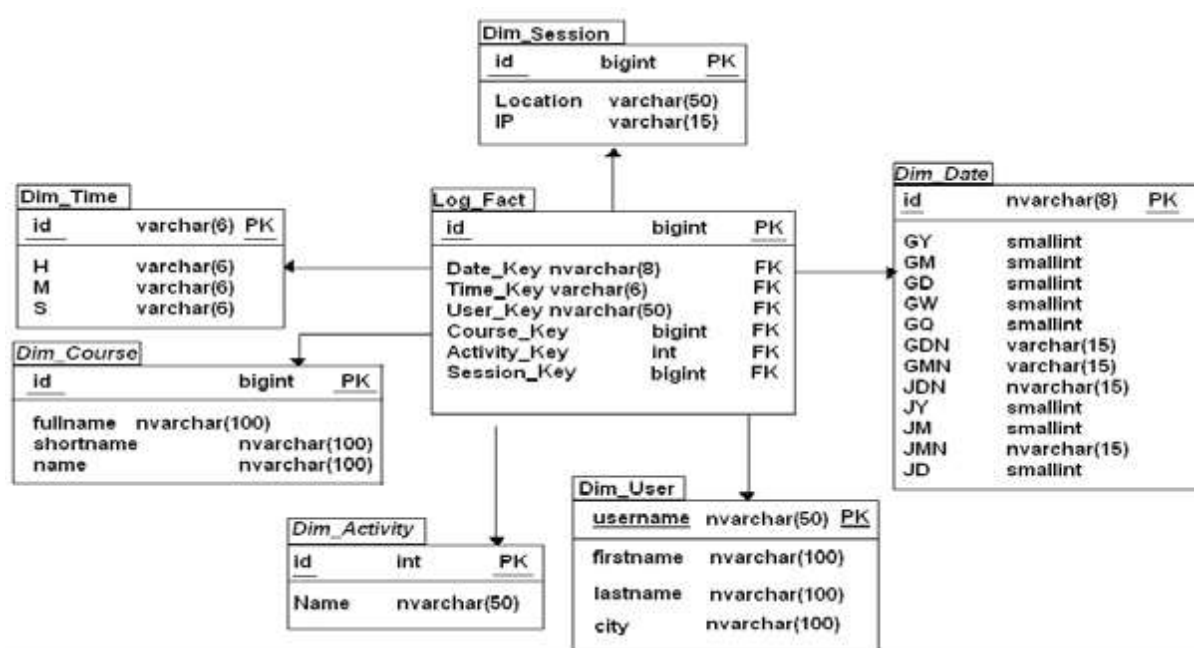 Dim_Session
id bigint PK
Location varchar(50)
IP varchar(15)
Dim_Time
id varchar(6) PK
H varchar(6)
M varchar(6)
S varchar(6)
Log_Fact
id bigint PK
Date_Key nvarchar(8) FK
Time_Key varchar(6) FK
User_Key nvarchar(50) FK
Course_Key bigint FK
Activity_Key int FK
Session_Key bigint FK
Dim_Date
id nvarchar(8) PK
GY smallint
GM smallint
GD smallint
GW smallint
GQ smallint
GDN varchar(15)
GMN varchar(15)
JDN nvarchar(15)
JY smallint
JM smallint
JMN nvarchar(15)
JD smallint
Dim_Course
id bigint PK
fullname nvarchar(100)
shortname nvarchar(100)
name nvarchar(100)
Dim_Activity
id int PK
Name nvarchar(50)
Dim_User
username nvarchar(50) PK
firstname nvarchar(100)
lastname nvarchar(100)
city nvarchar(100)